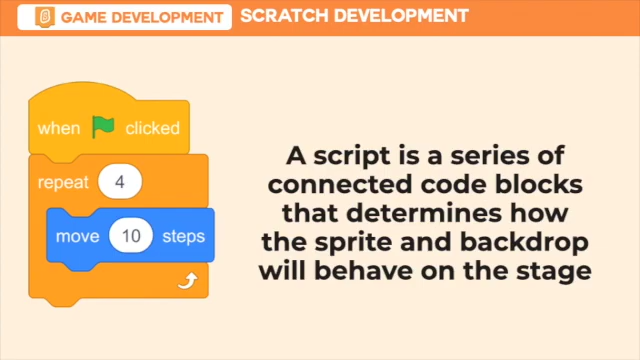 GAME DEVELOPMENT SCRATCH DEVELOPMENT
when clicked
repeat 4
move 10 steps
A script is a series of
connected code blocks
that determines how
the sprite and backdrop
will behave on the stage